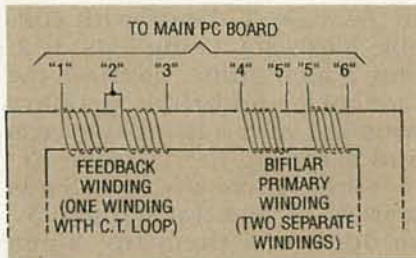 TO MAIN PC BOARD
"1" "2" "3" "4" "5" "5" "6"
FEEDBACK WINDING (ONE WINDING WITH C.T. LOOP)
BIFILAR PRIMARY WINDING (TWO SEPARATE WINDINGS)